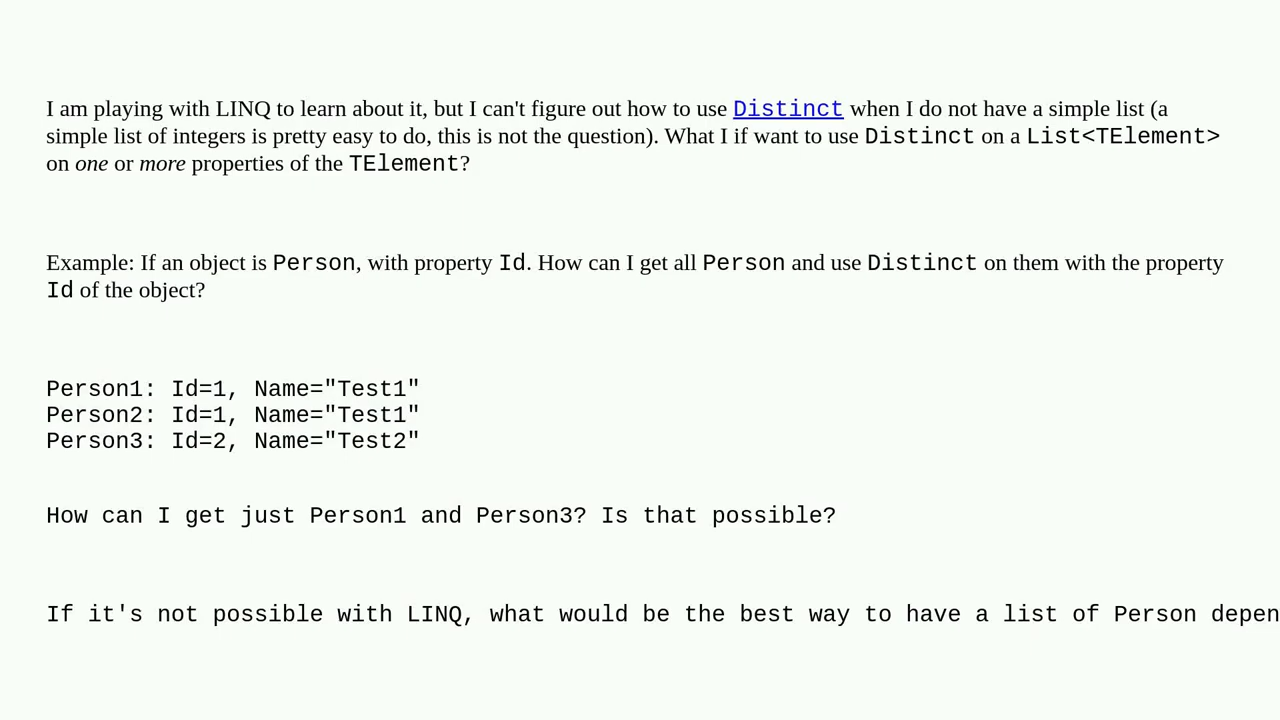 I am playing with LINQ to learn about it, but I can't figure out how to use Distinct when I do not have a simple list (a
simple list of integers is pretty easy to do, this is not the question). What I if want to use Distinct on a List<TElement>
on one or more properties of the TElement?
Example: If an object is Person, with property Id. How can I get all Person and use Distinct on them with the property
Id of the object?
Person1: Id=1, Name="Test1"
Person2: Id=1, Name="Test1"
Person3: Id=2, Name="Test2"
How can I get just Person1 and Person3? Is that possible?
If it's not possible with LINQ, what would be the best way to have a list of Person